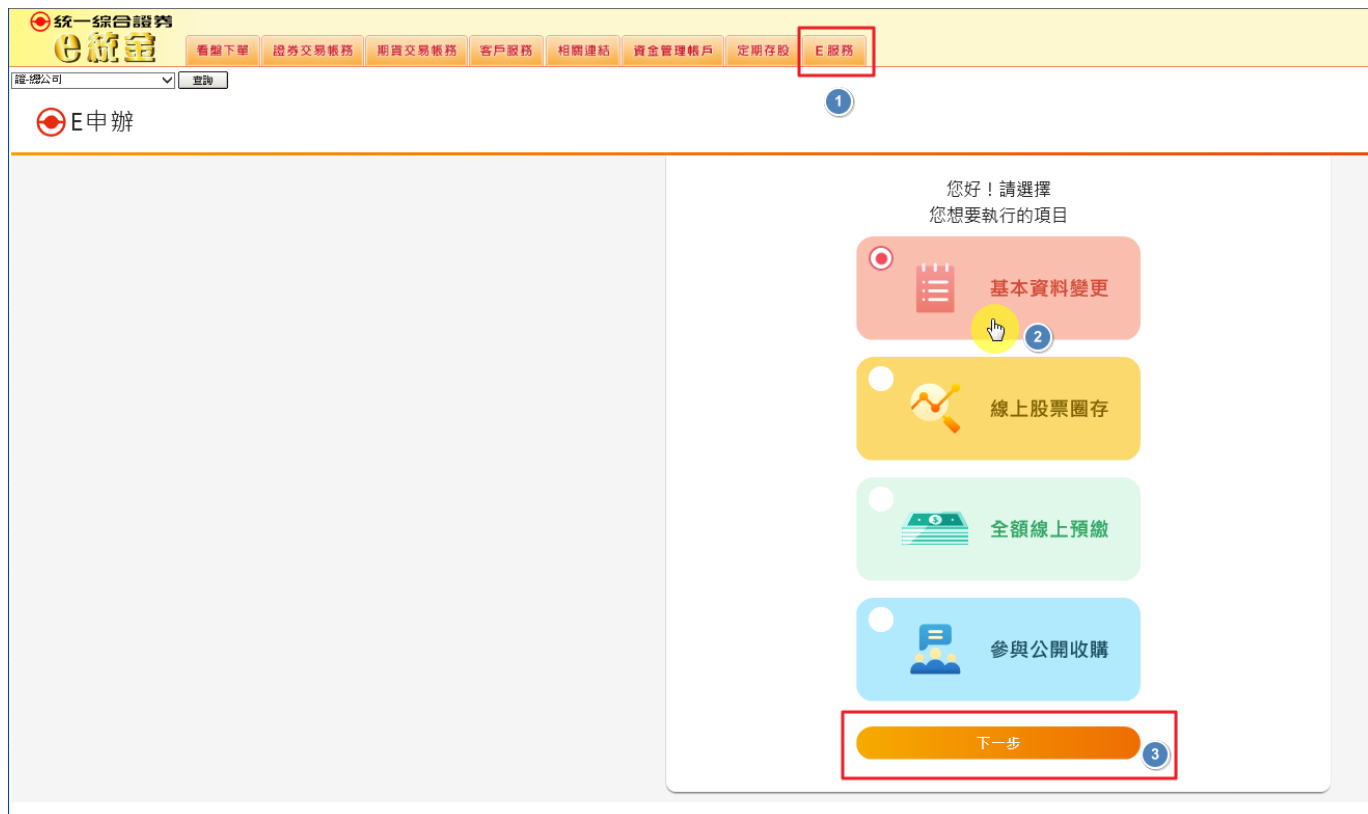 統一綜合證券
e統金
看盤下單 證券交易帳務 期貨交易帳務 客戶服務 相關連結 資金管理帳戶 定期存股 E 服務
證-總公司 查詢
1
E申辦
您好！請選擇
您想要執行的項目
基本資料變更
2
線上股票圈存
$
全額線上預繳
參與公開收購
下一步
3